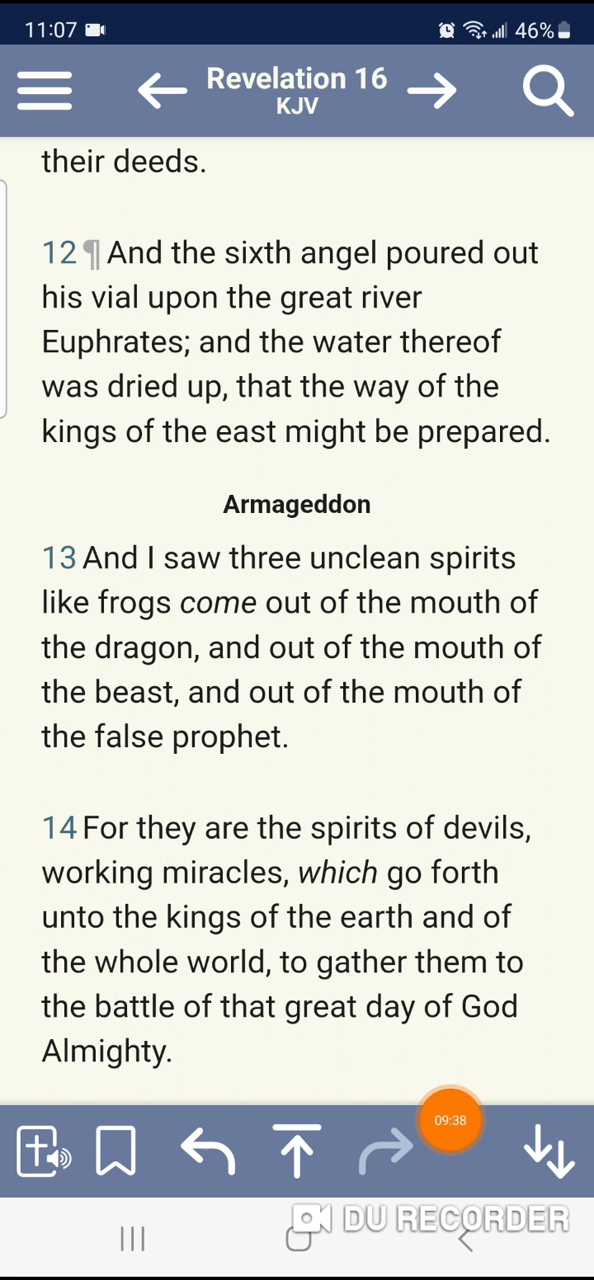 11:07 46%
Revelation 16
KJV
their deeds.
12 ¶ And the sixth angel poured out
his vial upon the great river
Euphrates; and the water thereof
was dried up, that the way of the
kings of the east might be prepared.
Armageddon
13 And I saw three unclean spirits
like frogs come out of the mouth of
the dragon, and out of the mouth of
the beast, and out of the mouth of
the false prophet.
14 For they are the spirits of devils,
working miracles, which go forth
unto the kings of the earth and of
the whole world, to gather them to
the battle of that great day of God
Almighty.
09:38
DU RECORDER